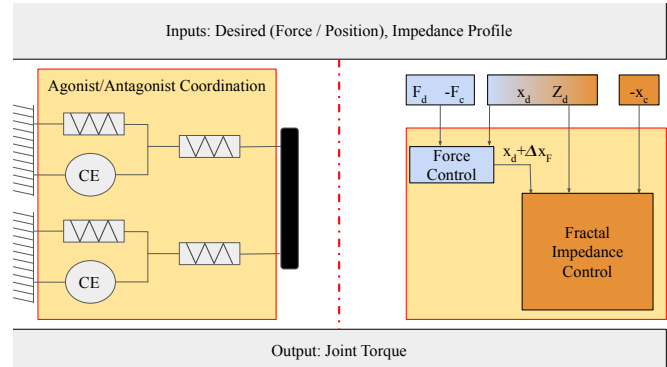 Inputs: Desired (Force / Position), Impedance Profile
Agonist/Antagonist Coordination
CE
CE
F_d -F_c
x_d Z_d
-x_c
Force
Control
x_d+Δx_F
Fractal
Impedance
Control
Output: Joint Torque